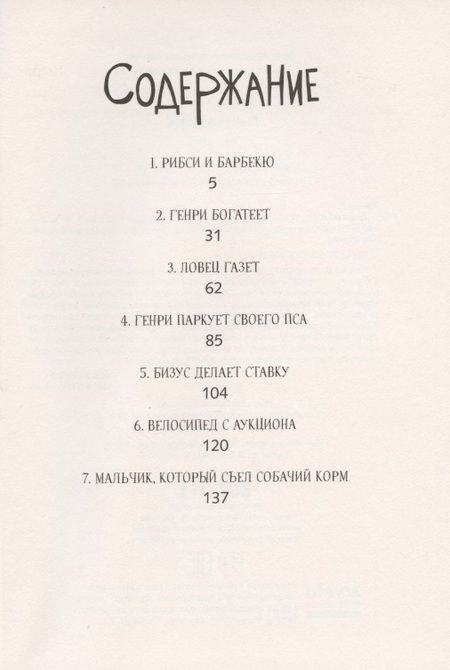 СОДЕРЖАНИЕ
1. РИБСИ И БАРБЕКЮ
5
2. ГЕНРИ БОГАТЕЕТ
31
3. ЛОВЕЦ ГАЗЕТ
62
4. ГЕНРИ ПАРКУЕТ СВОЕГО ПСА
85
5. БИЗУС ДЕЛАЕТ СТАВКУ
104
6. ВЕЛОСИПЕД С АУКЦИОНА
120
7. МАЛЬЧИК, КОТОРЫЙ СЪЕЛ СОБАЧИЙ КОРМ
137